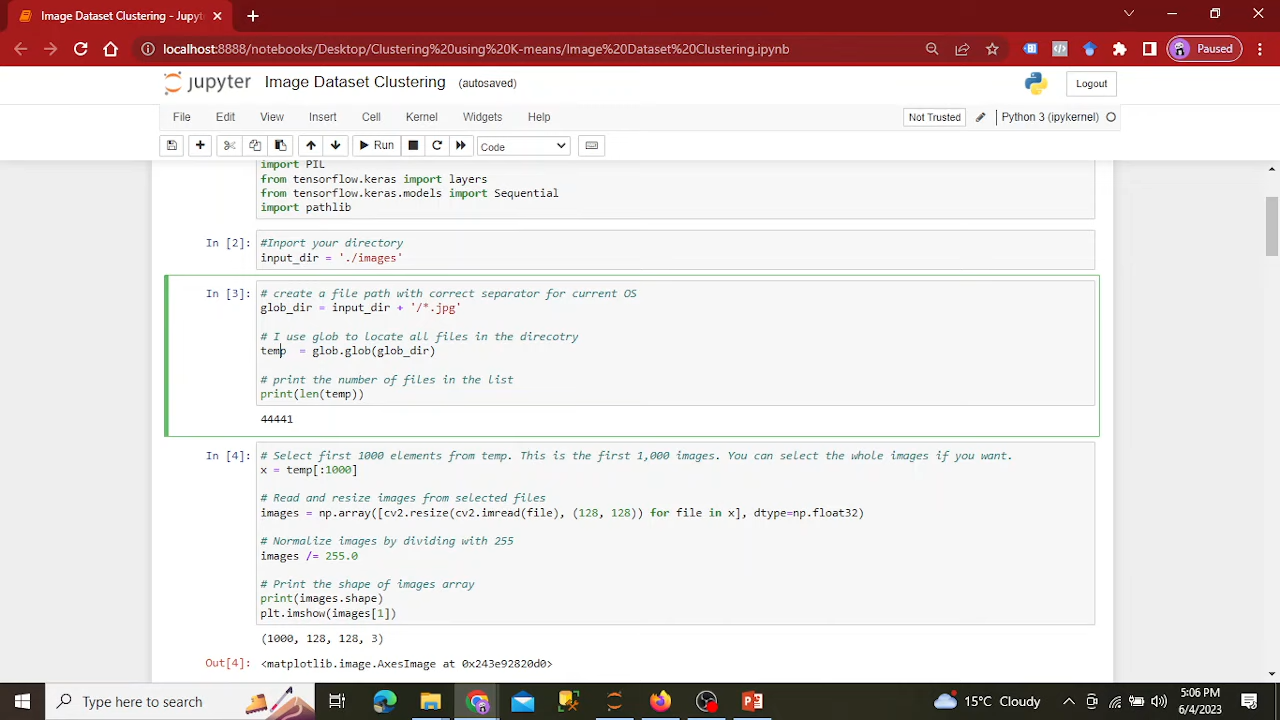 Image Dataset Clustering - Jupyt
localhost:8888/notebooks/Desktop/Clustering%20using%20K-means/Image%20Dataset%20Clustering.ipynb
Paused
jupyter Image Dataset Clustering (autosaved)
Logout
File Edit View Insert Cell Kernel Widgets Help
Not Trusted Python 3 (ipykernel)
Run Code
import PIL
from tensorflow.keras import layers
from tensorflow.keras.models import Sequential
import pathlib
In [2]: #Inport your directory
input_dir = './images'
In [3]: # create a file path with correct separator for current OS
glob_dir = input_dir + '/*.jpg'
# I use glob to locate all files in the direcotry
temp = glob.glob(glob_dir)
# print the number of files in the list
print(len(temp))
44441
In [4]: # Select first 1000 elements from temp. This is the first 1,000 images. You can select the whole images if you want.
x = temp[:1000]
# Read and resize images from selected files
images = np.array([cv2.resize(cv2.imread(file), (128, 128)) for file in x], dtype=np.float32)
# Normalize images by dividing with 255
images /= 255.0
# Print the shape of images array
print(images.shape)
plt.imshow(images[1])
(1000, 128, 128, 3)
Out[4]: <matplotlib.image.AxesImage at 0x243e92820d0>
Type here to search
15°C Cloudy
5:06 PM
6/4/2023